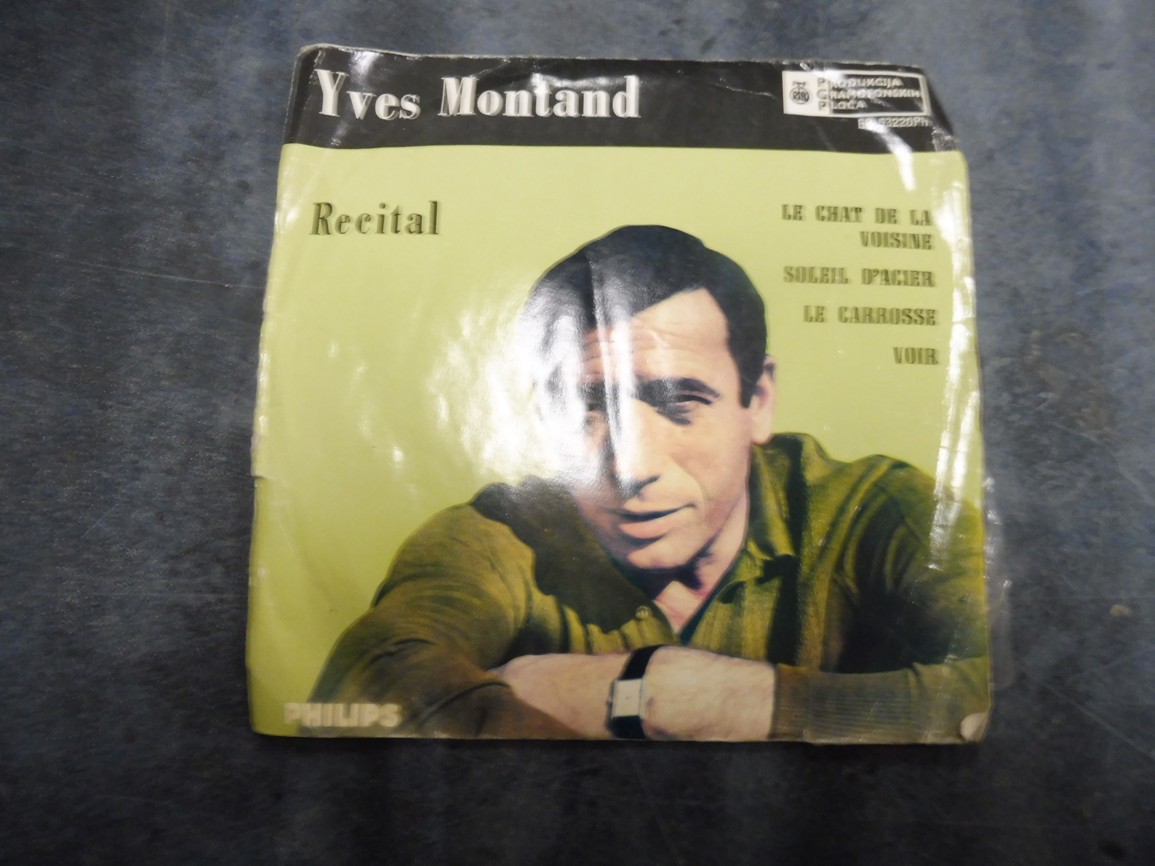 Yves Montand
PRODUKCIJA
GRAMOFONSKIH
PLOČA
Recital
LE CHAT DE LA
VOISINE
SOLEIL D'ACIER
LE CARROSSE
VOIR
PHILIPS